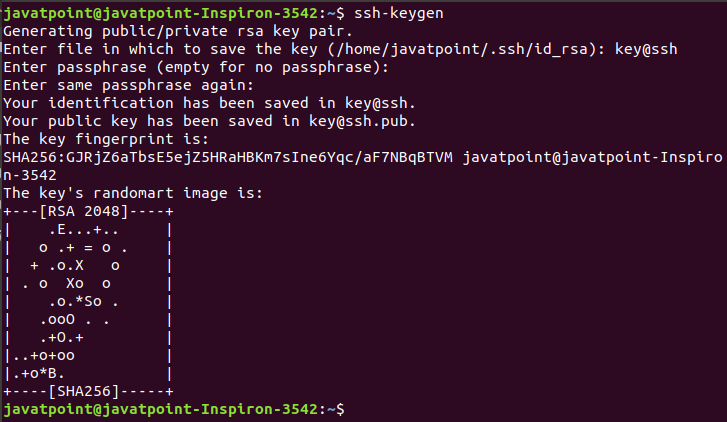 javatpoint@javatpoint-Inspiron-3542:~$ ssh-keygen
Generating public/private rsa key pair.
Enter file in which to save the key (/home/javatpoint/.ssh/id_rsa): key@ssh
Enter passphrase (empty for no passphrase):
Enter same passphrase again:
Your identification has been saved in key@ssh.
Your public key has been saved in key@ssh.pub.
The key fingerprint is:
SHA256:GJRjZ6aTbsE5ejZ5HRaHBKm7sIne6Yqc/aF7NBqBTVM javatpoint@javatpoint-Inspiro
n-3542
The key's randomart image is:
+---[RSA 2048]----+
|    .E...+..     |
|   o .+ = o .    |
|  + .o.X   o     |
| . o  Xo  o      |
|    .o.*So .     |
|   .ooO . .      |
|   .+O.+         |
|..+o+oo          |
|.+o*B.           |
+----[SHA256]-----+
javatpoint@javatpoint-Inspiron-3542:~$